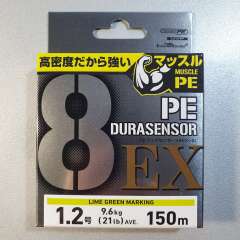 高密度だから強い
マッスル
MUSCLE
PE
8
PE
DURASENSOR
EX
LIME GREEN MARKING
1.2号
9.6kg
(21lb)AVE.
150m